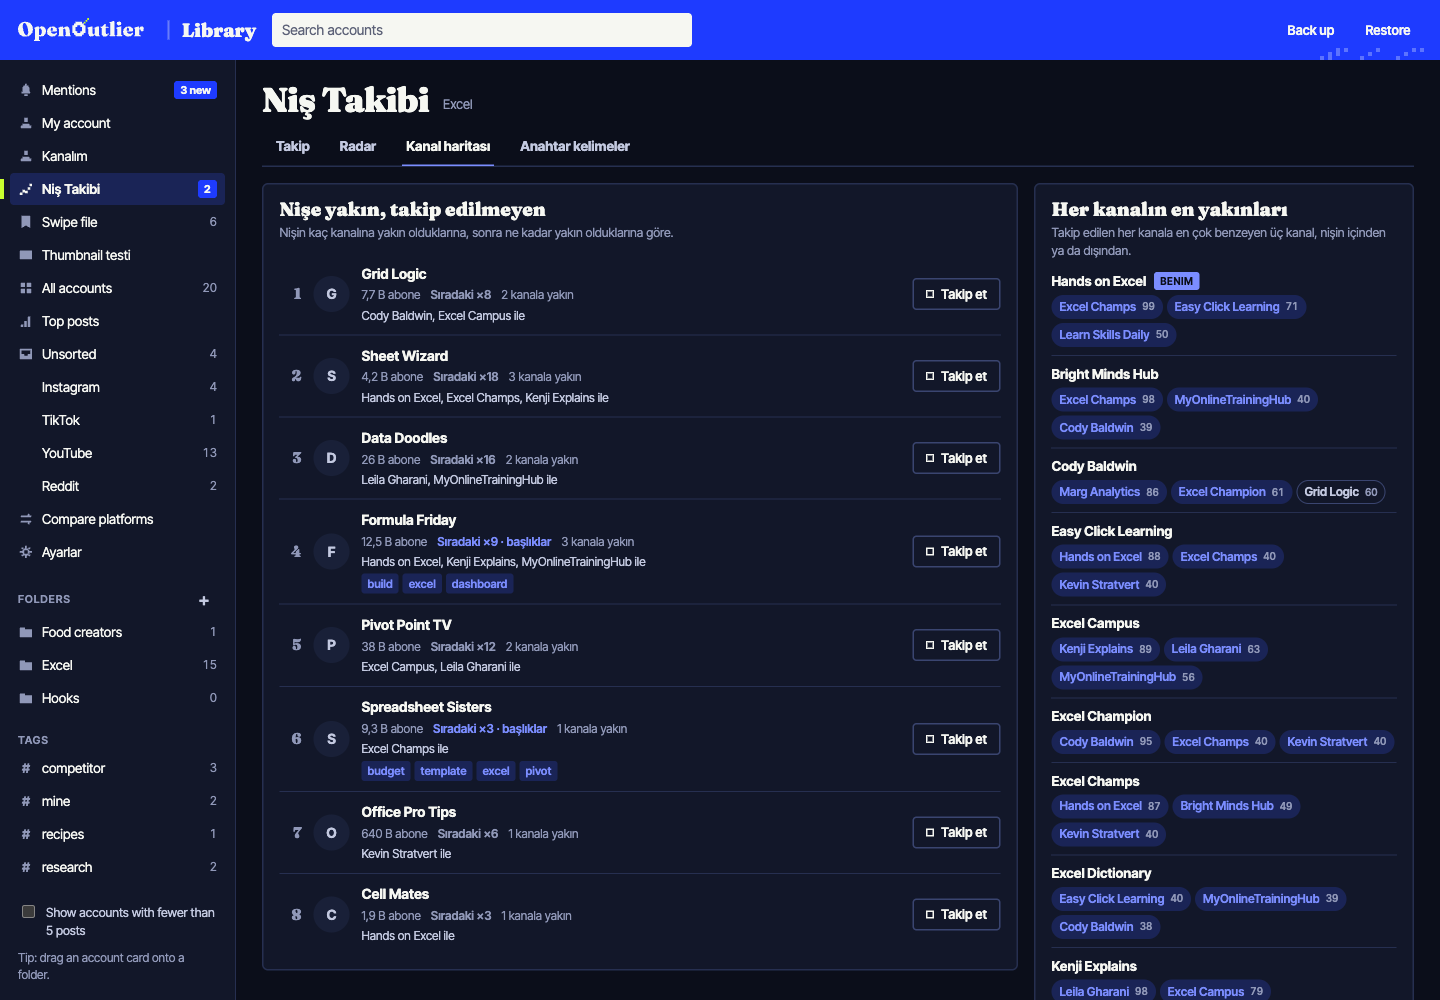 OpenOutlier
Library
Search accounts
Back up
Restore
Mentions
3 new
My account
Kanalım
Niş Takibi
2
Swipe file
6
Thumbnail testi
All accounts
20
Top posts
Unsorted
4
Instagram
4
TikTok
1
YouTube
13
Reddit
2
Compare platforms
Ayarlar
FOLDERS
+
Food creators
1
Excel
15
Hooks
0
TAGS
# competitor
3
# mine
2
# recipes
1
# research
2
Show accounts with fewer than
5 posts
Tip: drag an account card onto a
folder.
Niş Takibi
Excel
Takip
Radar
Kanal haritası
Anahtar kelimeler
Nişe yakın, takip edilmeyen
Nişin kaç kanalına yakın olduklarına, sonra ne kadar yakın olduklarına göre.
1
G
Grid Logic
7,7 B abone Sıradaki ×8 2 kanala yakın
Cody Baldwin, Excel Campus ile
Takip et
2
S
Sheet Wizard
4,2 B abone Sıradaki ×18 3 kanala yakın
Hands on Excel, Excel Champs, Kenji Explains ile
Takip et
3
D
Data Doodles
26 B abone Sıradaki ×16 2 kanala yakın
Leila Gharani, MyOnlineTrainingHub ile
Takip et
4
F
Formula Friday
12,5 B abone Sıradaki ×9 · başlıklar 3 kanala yakın
Hands on Excel, Kenji Explains, MyOnlineTrainingHub ile
build excel dashboard
Takip et
5
P
Pivot Point TV
38 B abone Sıradaki ×12 2 kanala yakın
Excel Campus, Leila Gharani ile
Takip et
6
S
Spreadsheet Sisters
9,3 B abone Sıradaki ×3 · başlıklar 1 kanala yakın
Excel Champs ile
budget template excel pivot
Takip et
7
O
Office Pro Tips
640 B abone Sıradaki ×6 1 kanala yakın
Kevin Stratvert ile
Takip et
8
C
Cell Mates
1,9 B abone Sıradaki ×3 1 kanala yakın
Hands on Excel ile
Takip et
Her kanalın en yakınları
Takip edilen her kanala en çok benzeyen üç kanal, nişin içinden
ya da dışından.
Hands on Excel BENIM
Excel Champs 99 Easy Click Learning 71
Learn Skills Daily 50
Bright Minds Hub
Excel Champs 98 MyOnlineTrainingHub 40
Cody Baldwin 39
Cody Baldwin
Marg Analytics 86 Excel Champion 61 Grid Logic 60
Easy Click Learning
Hands on Excel 88 Excel Champs 40
Kevin Stratvert 40
Excel Campus
Kenji Explains 89 Leila Gharani 63
MyOnlineTrainingHub 56
Excel Champion
Cody Baldwin 95 Excel Champs 40 Kevin Stratvert 40
Excel Champs
Hands on Excel 87 Bright Minds Hub 49
Kevin Stratvert 40
Excel Dictionary
Easy Click Learning 40 MyOnlineTrainingHub 39
Cody Baldwin 38
Kenji Explains
Leila Gharani 98 Excel Campus 79